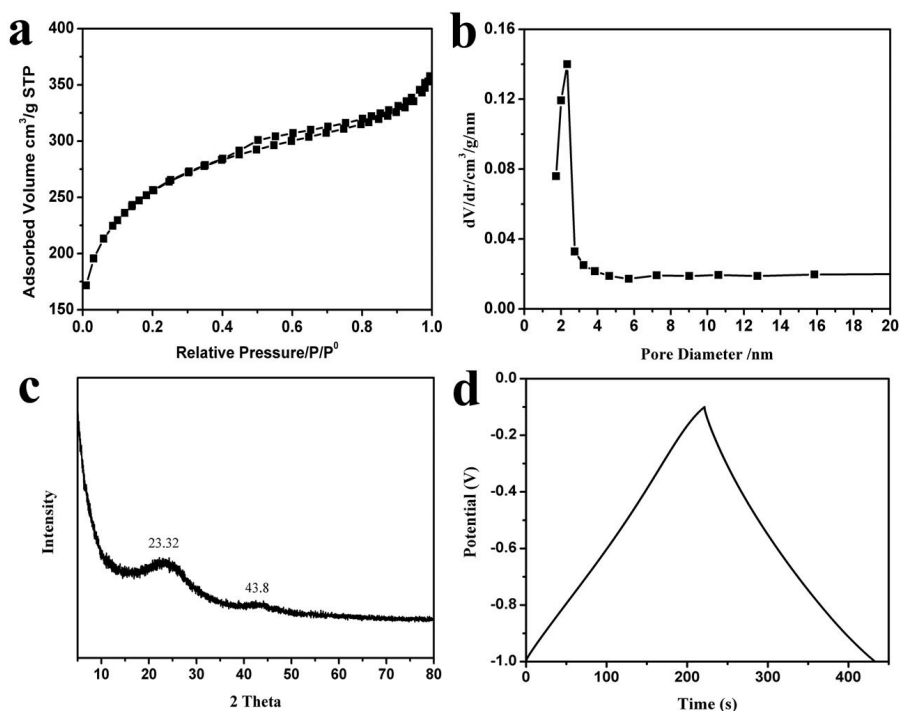 a
400
350
300
250
200
150
Adsorbed Volume cm³/g STP
0.0 0.2 0.4 0.6 0.8 1.0
Relative Pressure/P/P⁰
b
0.16
0.12
0.08
0.04
0.00
dV/dr/cm³/g/nm
0 2 4 6 8 10 12 14 16 18 20
Pore Diameter /nm
c
Intensity
23.32
43.8
10 20 30 40 50 60 70 80
2 Theta
d
0.0
-0.2
-0.4
-0.6
-0.8
-1.0
Potential (V)
0 100 200 300 400
Time (s)